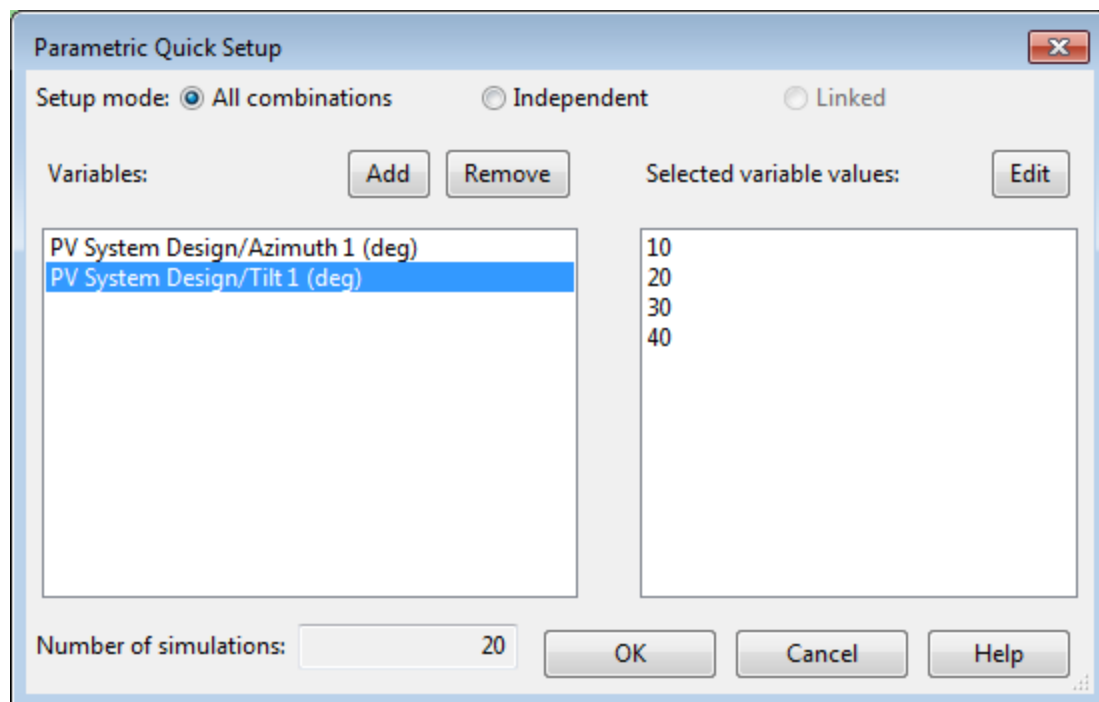 Parametric Quick Setup
Setup mode: All combinations Independent Linked
Variables: Add Remove Selected variable values: Edit
PV System Design/Azimuth 1 (deg)
PV System Design/Tilt 1 (deg)
10
20
30
40
Number of simulations: 20 OK Cancel Help